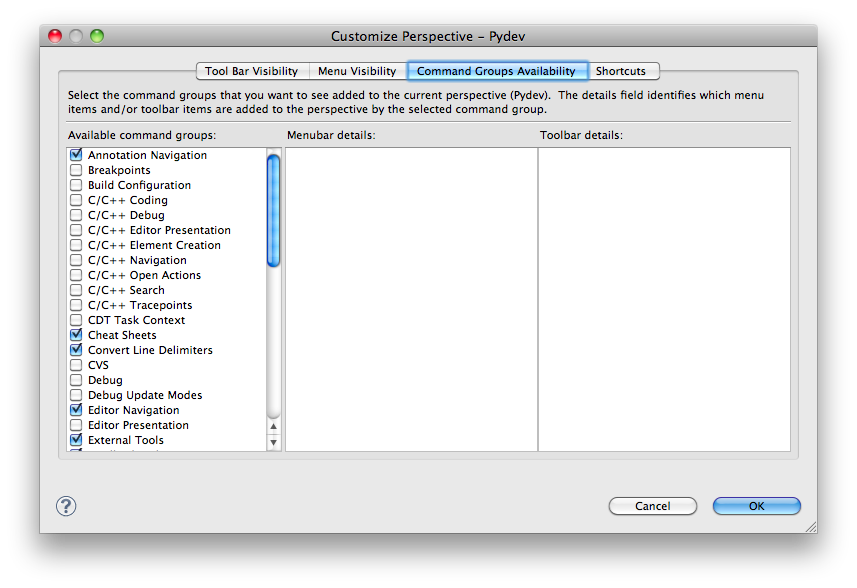 Customize Perspective – Pydev
Tool Bar Visibility Menu Visibility Command Groups Availability Shortcuts
Select the command groups that you want to see added to the current perspective (Pydev). The details field identifies which menu
items and/or toolbar items are added to the perspective by the selected command group.
Available command groups: Menubar details: Toolbar details:
Annotation Navigation
Breakpoints
Build Configuration
C/C++ Coding
C/C++ Debug
C/C++ Editor Presentation
C/C++ Element Creation
C/C++ Navigation
C/C++ Open Actions
C/C++ Search
C/C++ Tracepoints
CDT Task Context
Cheat Sheets
Convert Line Delimiters
CVS
Debug
Debug Update Modes
Editor Navigation
Editor Presentation
External Tools
? Cancel OK